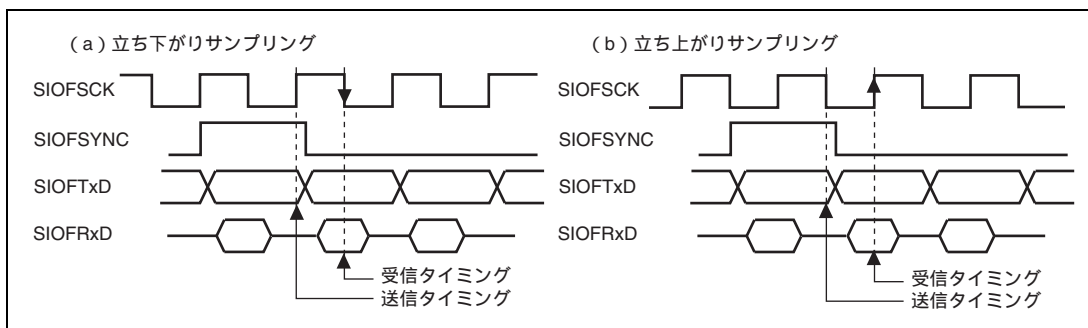 (a)立ち下がりサンプリング
SIOFSCK
SIOFSYNC
SIOFTxD
SIOFRxD
受信タイミング
送信タイミング
(b)立ち上がりサンプリング
SIOFSCK
SIOFSYNC
SIOFTxD
SIOFRxD
受信タイミング
送信タイミング